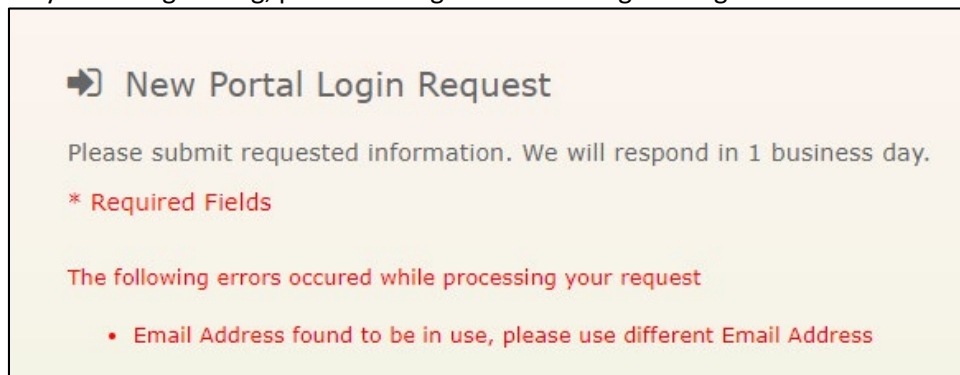 New Portal Login Request
Please submit requested information. We will respond in 1 business day.
* Required Fields
The following errors occured while processing your request
• Email Address found to be in use, please use different Email Address